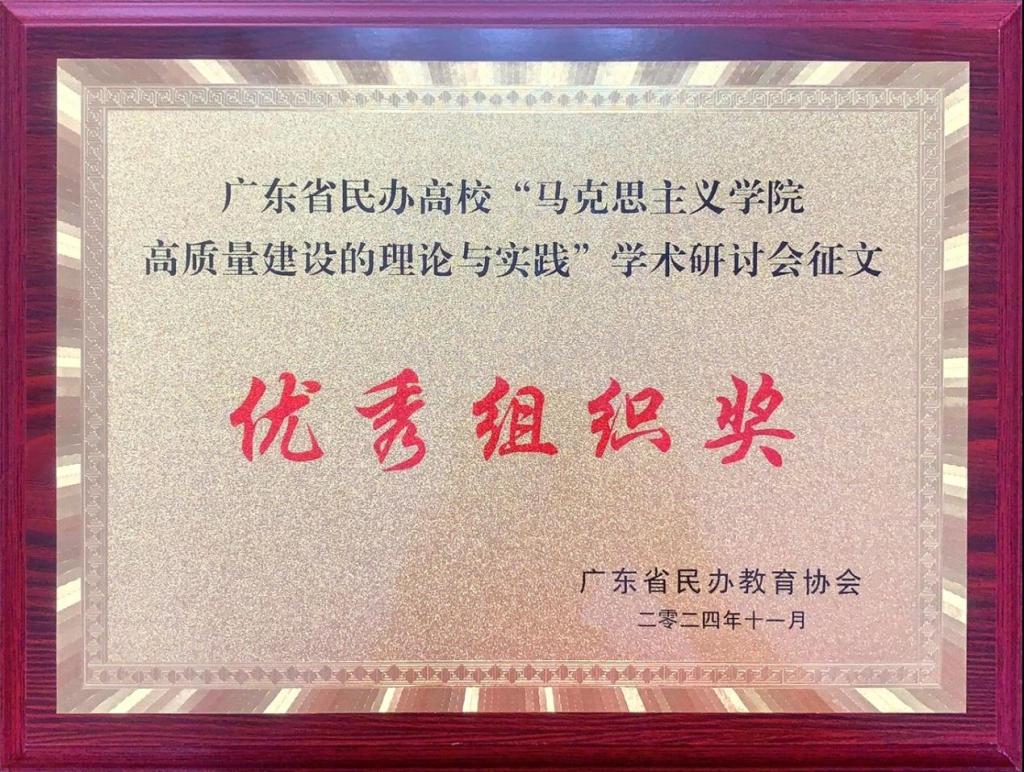 广东省民办高校“马克思主义学院
高质量建设的理论与实践”学术研讨会征文
优秀组织奖
广东省民办教育协会
二零二四年十一月